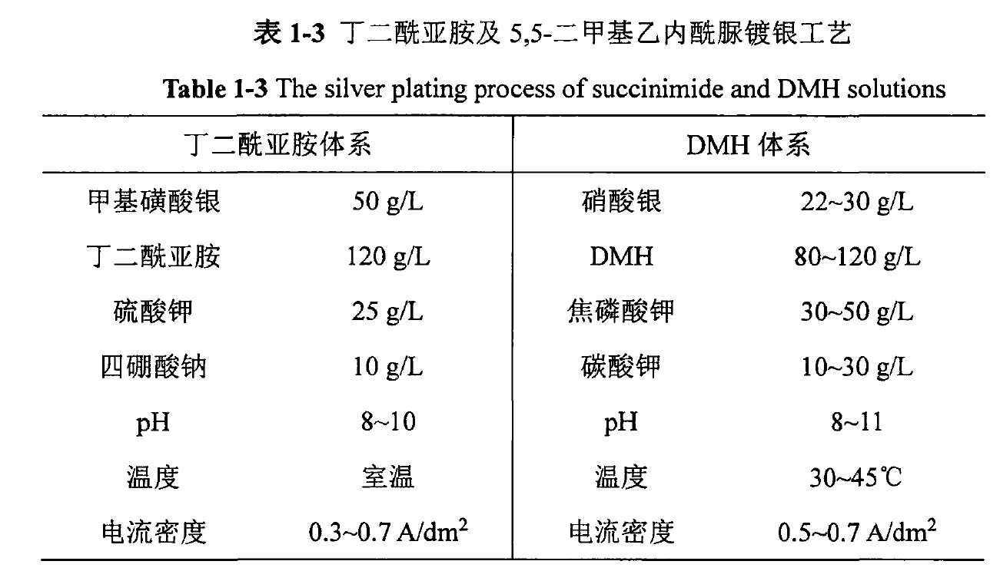 表 1-3 丁二酰亚胺及 5,5-二甲基乙内酰脲镀银工艺
Table 1-3 The silver plating process of succinimide and DMH solutions
丁二酰亚胺体系 DMH 体系
甲基磺酸银 50 g/L 硝酸银 22~30 g/L
丁二酰亚胺 120 g/L DMH 80~120 g/L
硫酸钾 25 g/L 焦磷酸钾 30~50 g/L
四硼酸钠 10 g/L 碳酸钾 10~30 g/L
pH 8~10 pH 8~11
温度 室温 温度 30~45℃
电流密度 0.3~0.7 A/dm² 电流密度 0.5~0.7 A/dm²